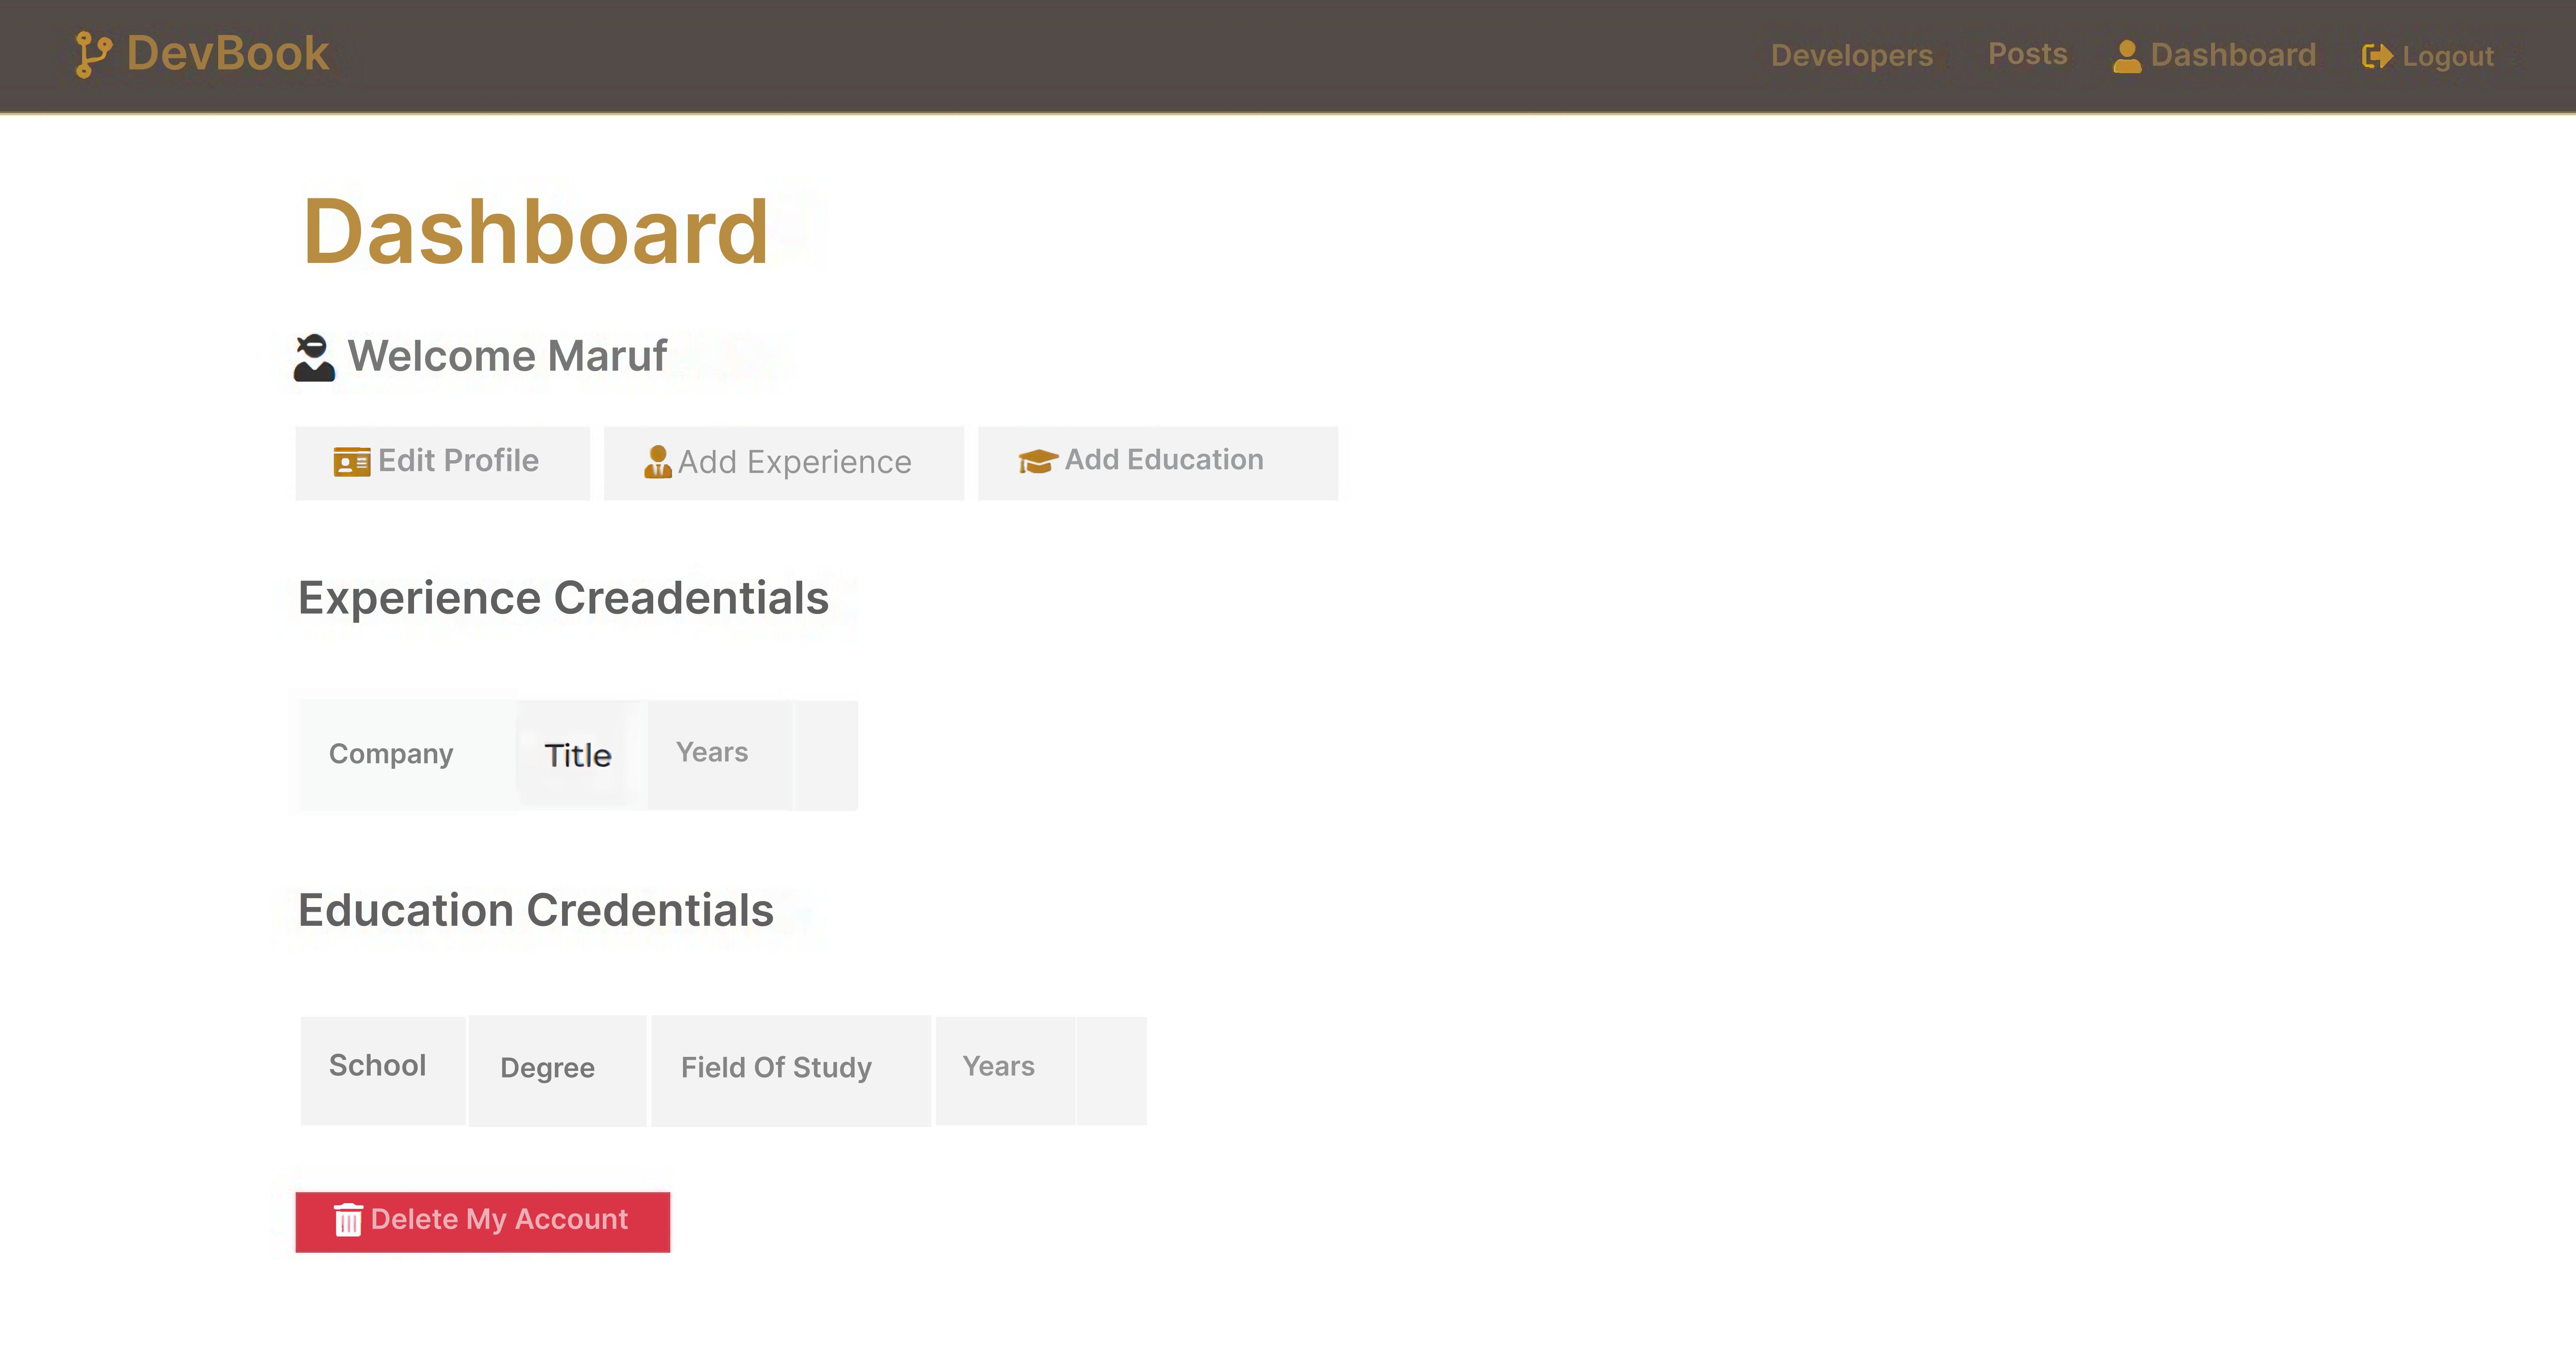 DevBook Developers Posts Dashboard Logout
Dashboard
Welcome Maruf
Edit Profile Add Experience Add Education
Experience Creadentials
Company Title Years
Education Credentials
School Degree Field Of Study Years
Delete My Account